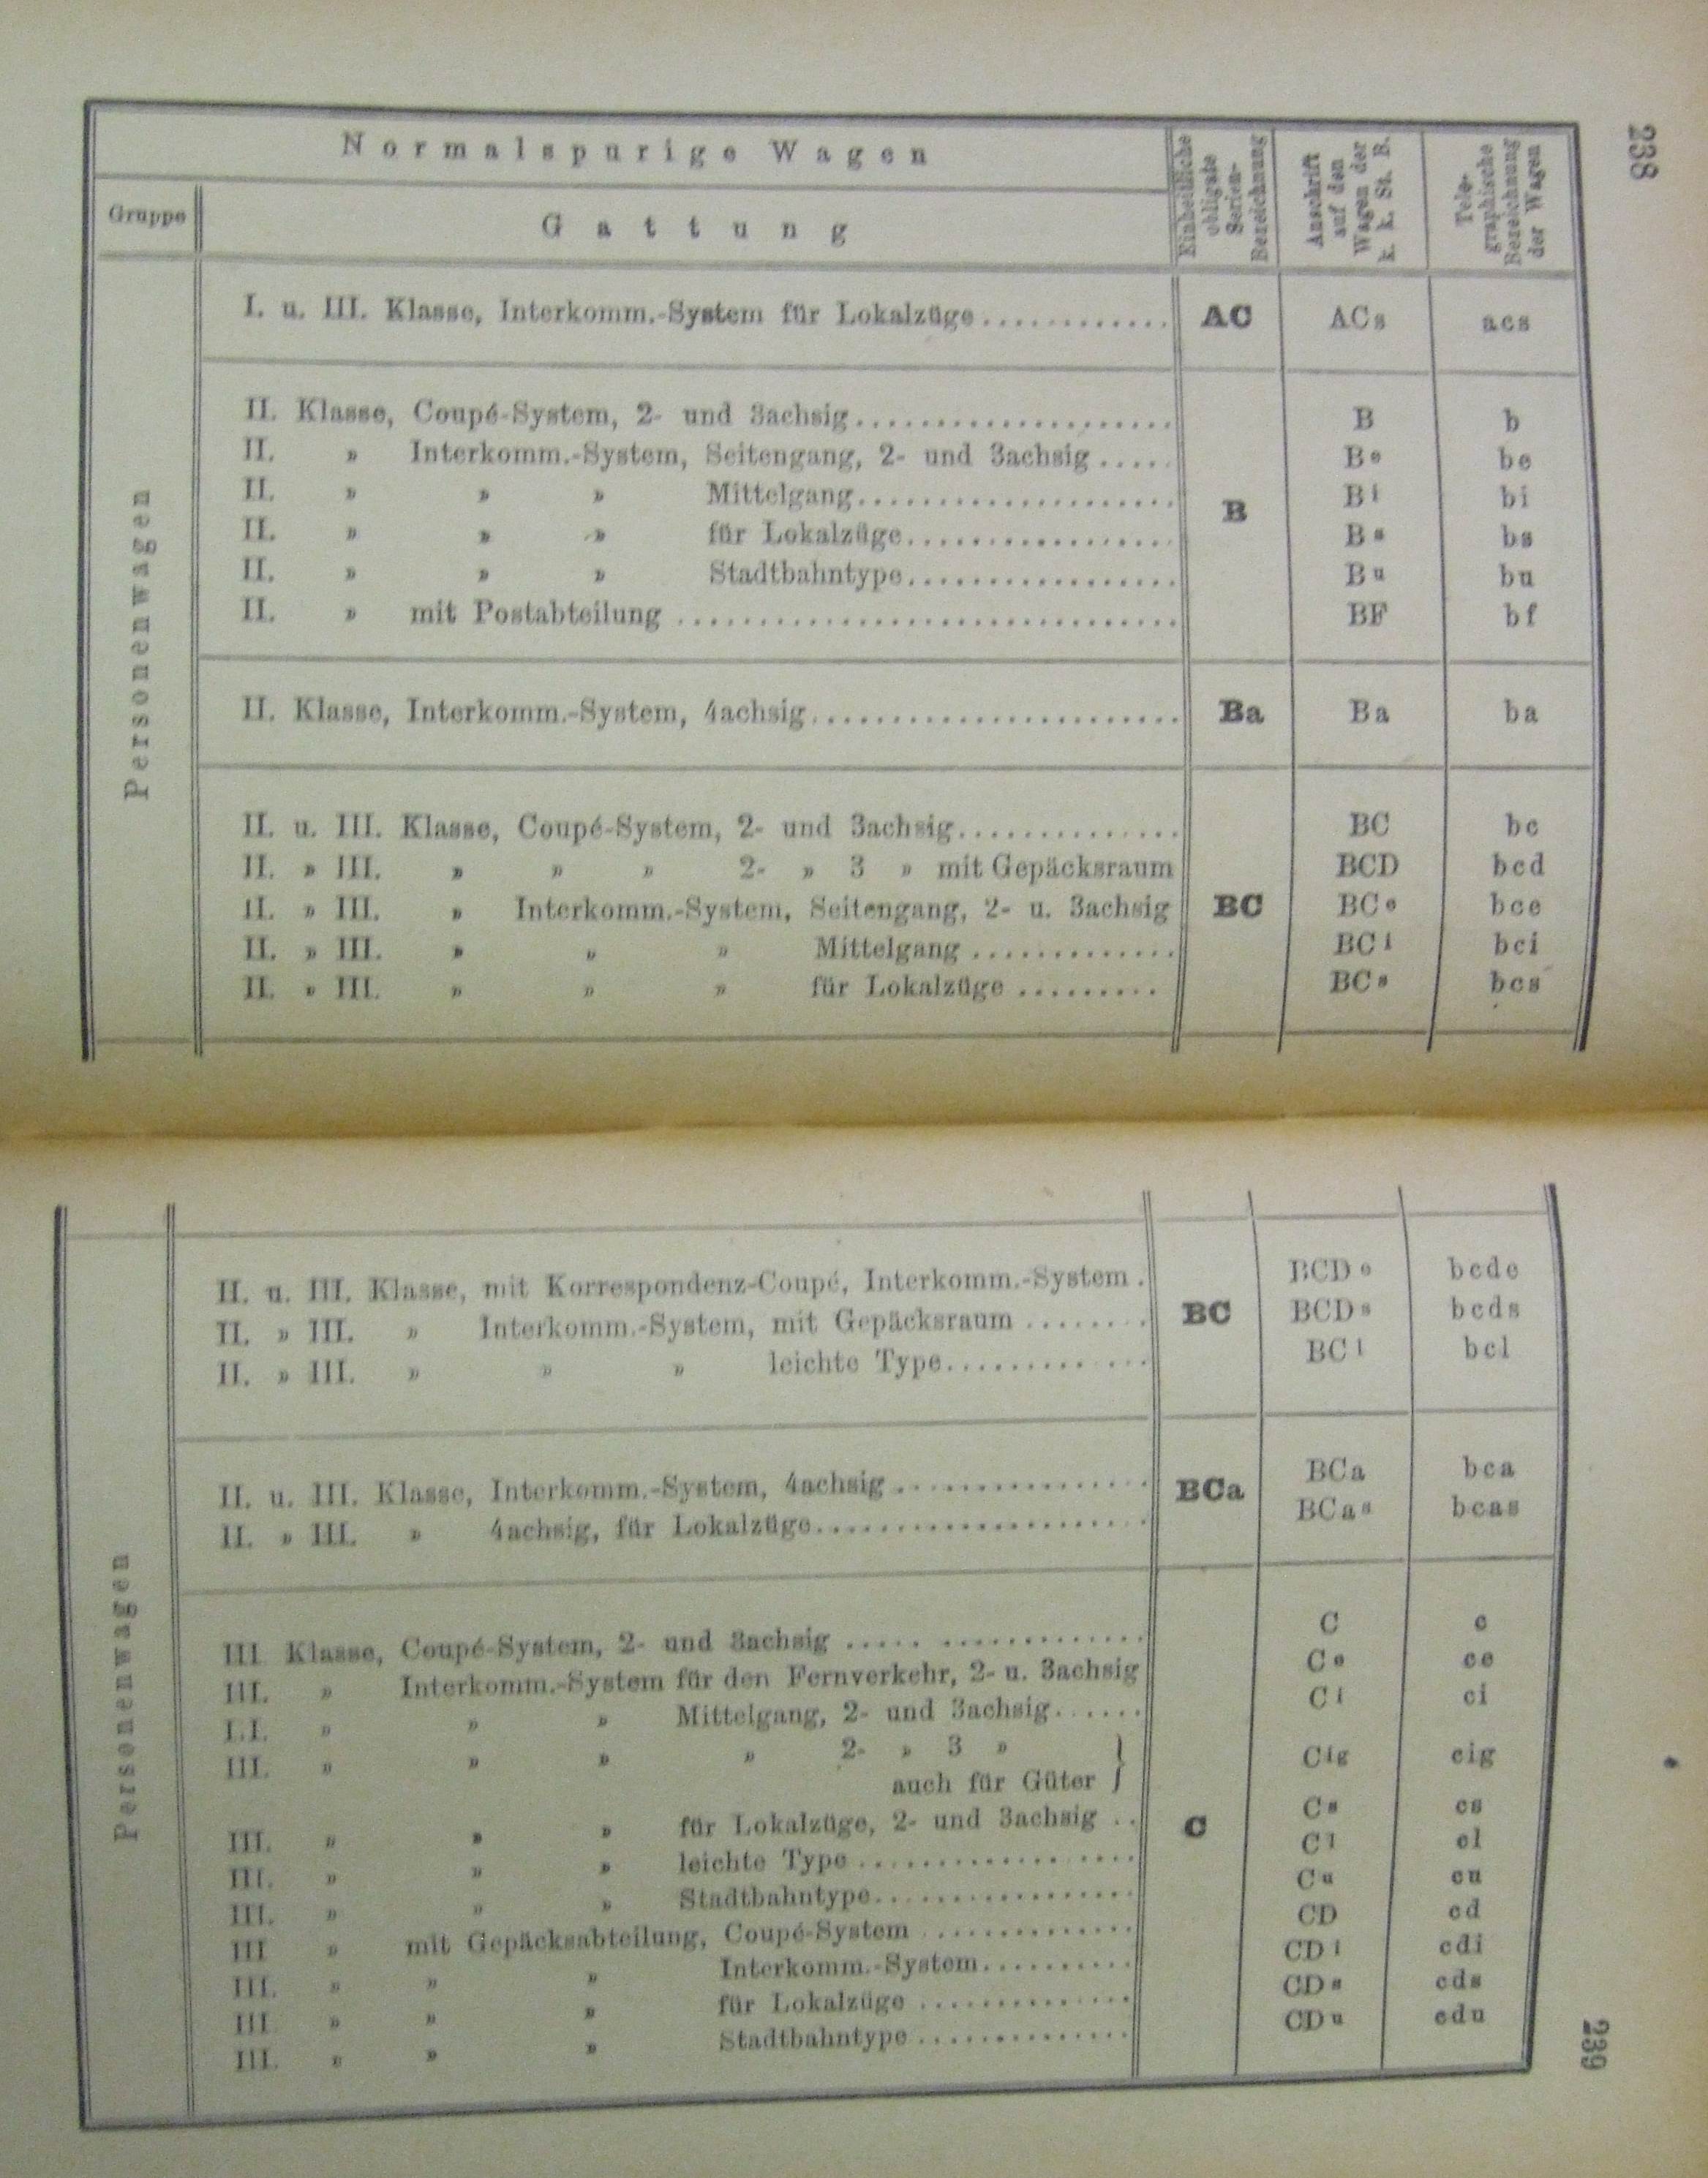 238
Normalspurige Wagen
Gruppe
Gattung
Einheitliche obligate Serien-Bezeichnung
Anschrift auf den Wagen der k. k. St. B.
Tele-graphische Bezeichnung der Wagen
Personenwagen
I. u. III. Klasse, Interkomm.-System für Lokalzüge............ AC ACs acs
II. Klasse, Coupé-System, 2- und 3achsig.................... B b
II. » Interkomm.-System, Seitengang, 2- und 3achsig ..... Be be
II. » » » Mittelgang.................... Bi bi
B
II. » » » für Lokalzüge................. Bs bs
II. » » » Stadtbahntype................. Bu bu
II. » mit Postabteilung ............................... BF bf
II. Klasse, Interkomm.-System, 4achsig....................... Ba Ba ba
II. u. III. Klasse, Coupé-System, 2- und 3achsig.............. BC bc
II. » III. » » » 2- » 3 » mit Gepäcksraum BCD bcd
II. » III. » Interkomm.-System, Seitengang, 2- u. 3achsig BC BCe bce
II. » III. » » » Mittelgang ............. BCi bci
II. » III. » » » für Lokalzüge ......... BCs bcs
Personenwagen
II. u. III. Klasse, mit Korrespondenz-Coupé, Interkomm.-System . BCDe bcde
II. » III. » Interkomm.-System, mit Gepäcksraum ........ BC BCDs bcds
II. » III. » » » leichte Type............. BCl bcl
II. u. III. Klasse, Interkomm.-System, 4achsig ................ BCa BCa bca
II. » III. » 4achsig, für Lokalzüge..................... BCas bcas
III Klasse, Coupé-System, 2- und 3achsig ..... ............. C c
III. » Interkomm.-System für den Fernverkehr, 2- u. 3achsig Ce ce
I.I. » » » Mittelgang, 2- und 3achsig...... Ci ci
III. » » » » 2- » 3 » } Cig cig
auch für Güter
III. » » » für Lokalzüge, 2- und 3achsig .. C Cs cs
III. » » » leichte Type.................. Cl cl
III. » » » Stadtbahntype................. Cu cu
III » mit Gepäcksabteilung, Coupé-System .............. CD cd
III. » » » Interkomm.-System.......... CDi cdi
III » » » für Lokalzüge .............. CDs cds
III. » » » Stadtbahntype .............. CDu cdu
239